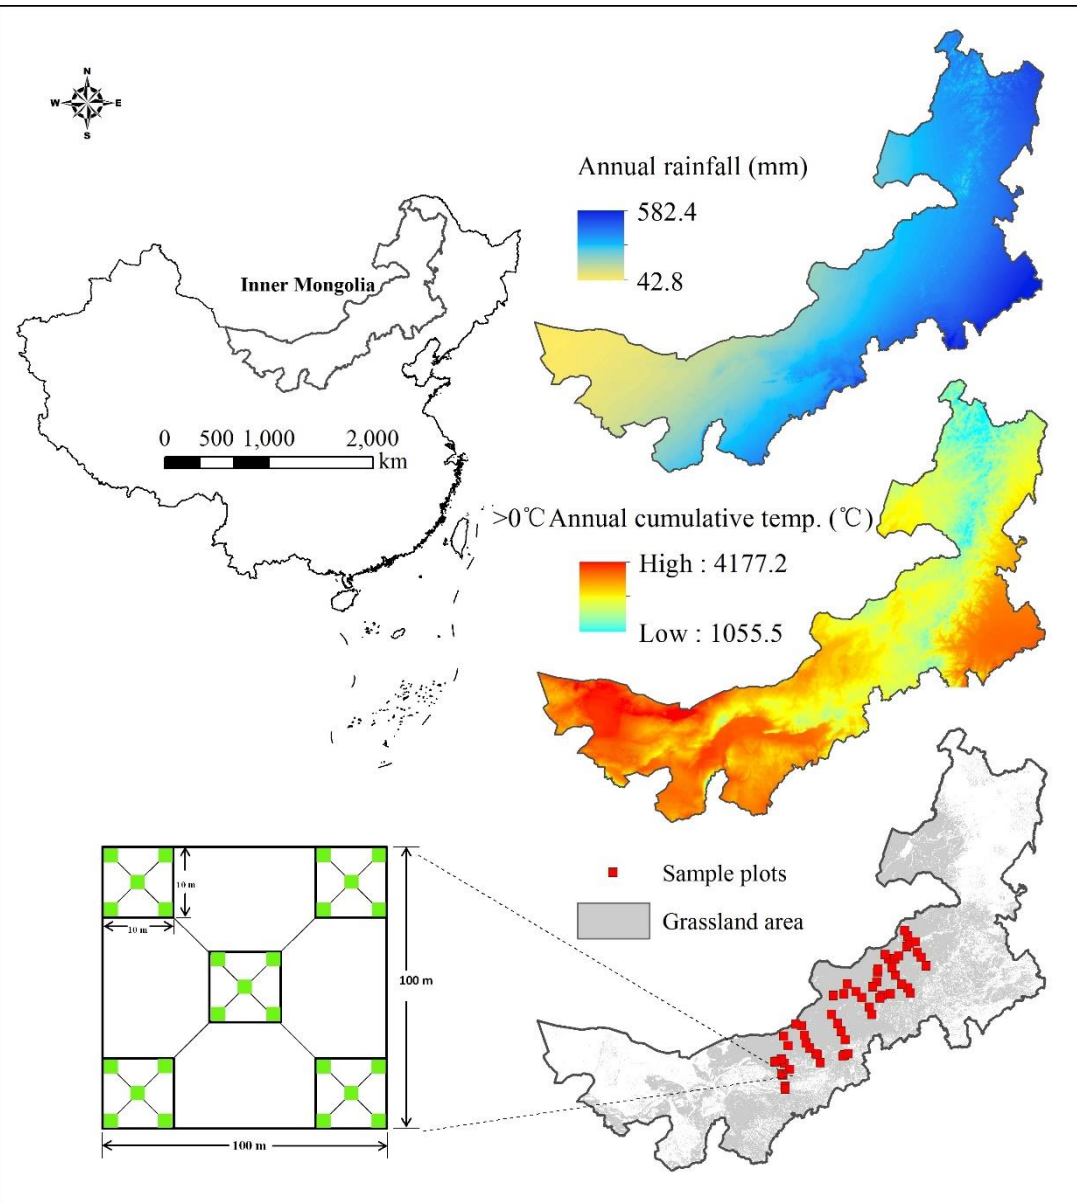 N
W E
S
Annual rainfall (mm)
582.4
42.8
Inner Mongolia
0 500 1,000 2,000
km
>0℃Annual cumulative temp. (℃)
High : 4177.2
Low : 1055.5
Sample plots
Grassland area
10 m
10 m
100 m
100 m